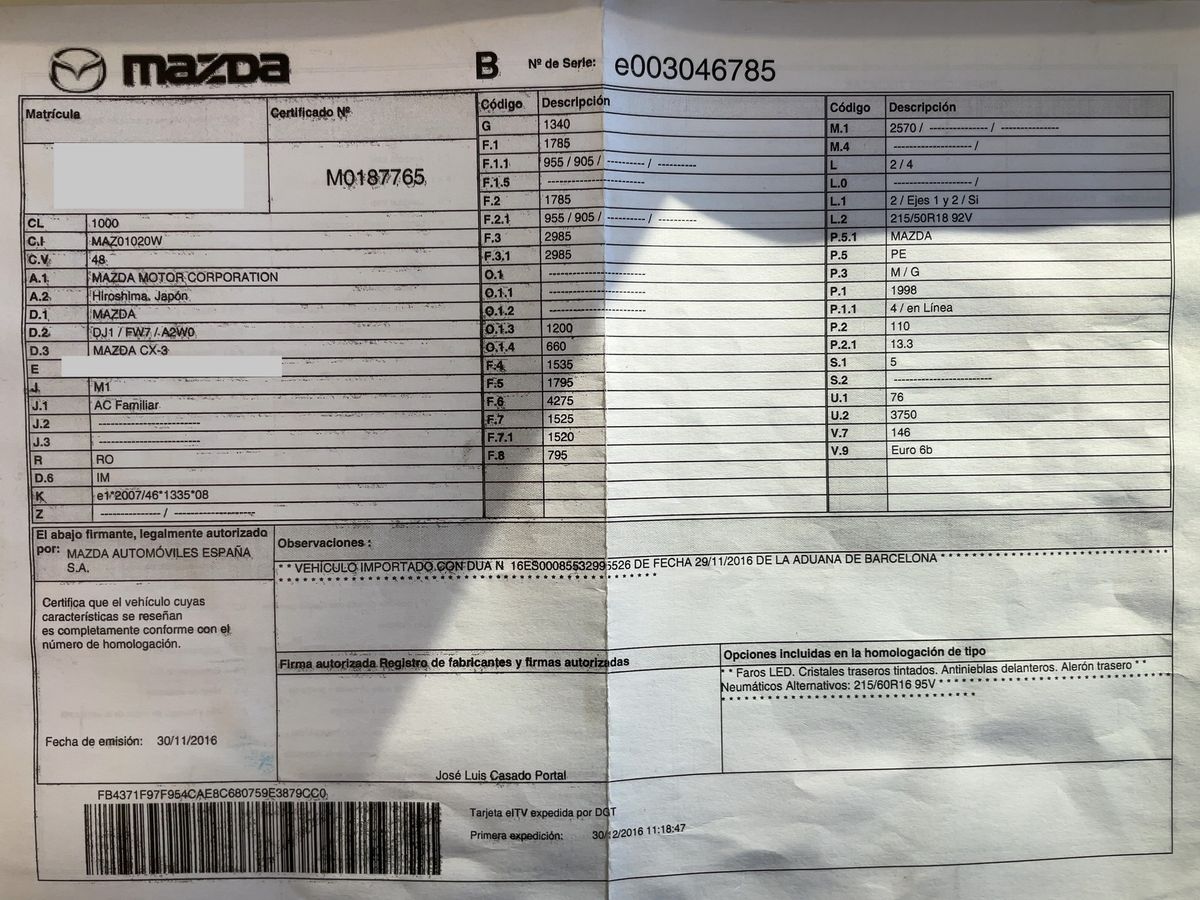 mazda
B Nº de Serie: e003046785
Matrícula
Certificado Nº
M0187765
CL 1000
C.I MAZ01020W
C.V. 48
A.1 MAZDA MOTOR CORPORATION
A.2 Hiroshima. Japón
D.1 MAZDA
D.2 DJ1 / FW7 / A2W0
D.3 MAZDA CX-3
E
J. M1
J.1 AC Familiar
J.2 --------------------
J.3 --------------------
R RO
D.6 IM
K e1*2007/46*1335*08
Z --------------- / --------------------
Código Descripción
G 1340
F.1 1785
F.1.1 955 / 905 / --------- / ---------
F.1.5 --------------------
F.2 1785
F.2.1 955 / 905 / --------- / ---------
F.3 2985
F.3.1 2985
O.1 --------------------
O.1.1 --------------------
O.1.2 --------------------
O.1.3 1200
O.1.4 660
F.4 1535
F.5 1795
F.6 4275
F.7 1525
F.7.1 1520
F.8 795
Código Descripción
M.1 2570 / --------------- / ---------------
M.4 -------------------- /
L 2 / 4
L.0 -------------------- /
L.1 2 / Ejes 1 y 2 / Si
L.2 215/50R18 92V
P.5.1 MAZDA
P.5 PE
P.3 M / G
P.1 1998
P.1.1 4 / en Línea
P.2 110
P.2.1 13.3
S.1 5
S.2 --------------------
U.1 76
U.2 3750
V.7 146
V.9 Euro 6b
El abajo firmante, legalmente autorizado
por: MAZDA AUTOMÓVILES ESPAÑA
S.A.
Certifica que el vehículo cuyas
características se reseñan
es completamente conforme con el
número de homologación.
Fecha de emisión: 30/11/2016
Observaciones :
* * VEHÍCULO IMPORTADO CON DUA N 16ES00085532995526 DE FECHA 29/11/2016 DE LA ADUANA DE BARCELONA * * * * * * * * * * * * * * * * * * * * * * * * * * *
* * * * * * * * * * * * * * * * * * * * * * * * * * * * * * * * * * * * * * * * * * *
Firma autorizada Registro de fabricantes y firmas autorizadas
José Luis Casado Portal
Opciones incluidas en la homologación de tipo
* * Faros LED. Cristales traseros tintados. Antinieblas delanteros. Alerón trasero * *
Neumáticos Alternativos: 215/60R16 95V * * * * * * * * * * * * * * * * * * * * * * * * *
* * * * * * * * * * * * * * * * * * * * * * * * * * * * *
FB4371F97F954CAE8C680759E3879CC0
Tarjeta eITV expedida por DGT
Primera expedición: 30/12/2016 11:18:47